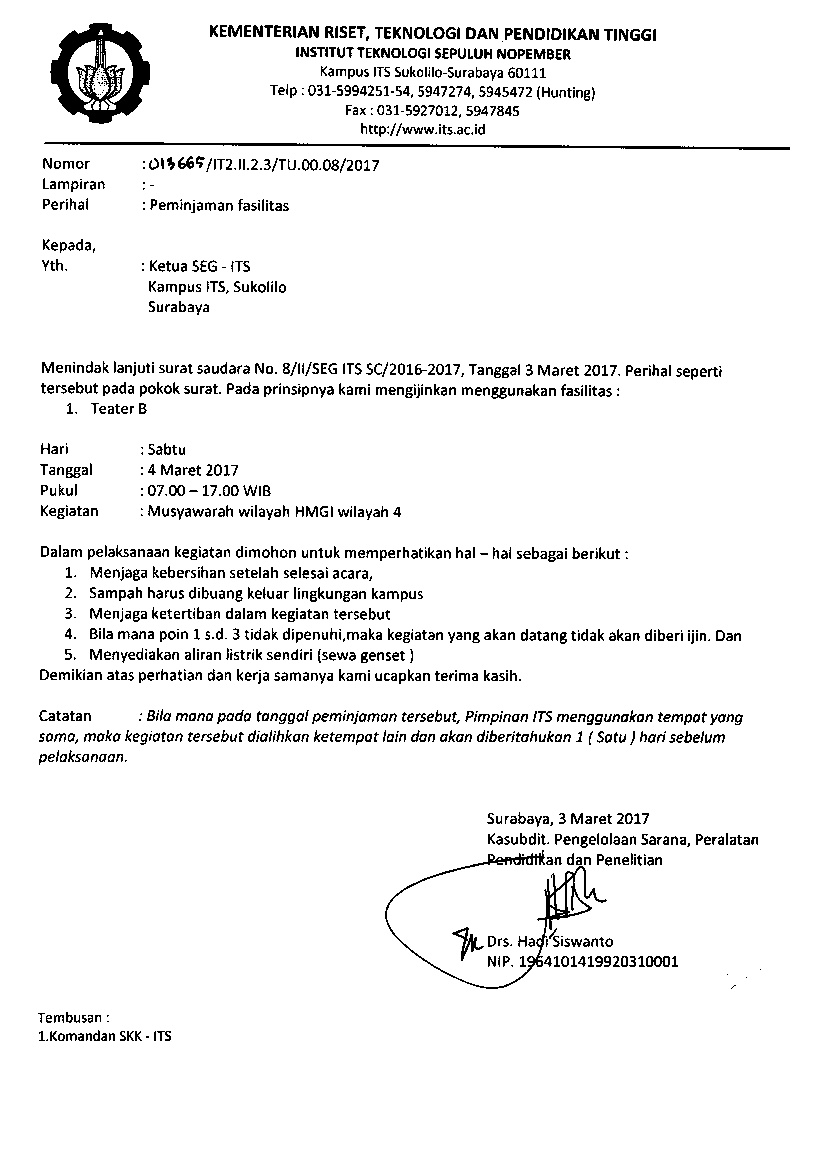 KEMENTERIAN RISET, TEKNOLOGI DAN PENDIDIKAN TINGGI
INSTITUT TEKNOLOGI SEPULUH NOPEMBER
Kampus ITS Sukolilo-Surabaya 60111
Telp : 031-5994251-54, 5947274, 5945472 (Hunting)
Fax : 031-5927012, 5947845
http://www.its.ac.id
Nomor : 013665/IT2.II.2.3/TU.00.08/2017
Lampiran : -
Perihal : Peminjaman fasilitas
Kepada,
Yth. : Ketua SEG - ITS
Kampus ITS, Sukolilo
Surabaya
Menindak lanjuti surat saudara No. 8/II/SEG ITS SC/2016-2017, Tanggal 3 Maret 2017. Perihal seperti
tersebut pada pokok surat. Pada prinsipnya kami mengijinkan menggunakan fasilitas :
1. Teater B
Hari : Sabtu
Tanggal : 4 Maret 2017
Pukul : 07.00 – 17.00 WIB
Kegiatan : Musyawarah wilayah HMGI wilayah 4
Dalam pelaksanaan kegiatan dimohon untuk memperhatikan hal – hal sebagai berikut :
1. Menjaga kebersihan setelah selesai acara,
2. Sampah harus dibuang keluar lingkungan kampus
3. Menjaga ketertiban dalam kegiatan tersebut
4. Bila mana poin 1 s.d. 3 tidak dipenuhi,maka kegiatan yang akan datang tidak akan diberi ijin. Dan
5. Menyediakan aliran listrik sendiri (sewa genset )
Demikian atas perhatian dan kerja samanya kami ucapkan terima kasih.
Catatan : Bila mana pada tanggal peminjaman tersebut, Pimpinan ITS menggunakan tempat yang
sama, maka kegiatan tersebut dialihkan ketempat lain dan akan diberitahukan 1 ( Satu ) hari sebelum
pelaksanaan.
Surabaya, 3 Maret 2017
Kasubdit. Pengelolaan Sarana, Peralatan
Pendidikan dan Penelitian
Drs. Hadi Siswanto
NIP. 1964101419920310001
Tembusan :
1.Komandan SKK - ITS